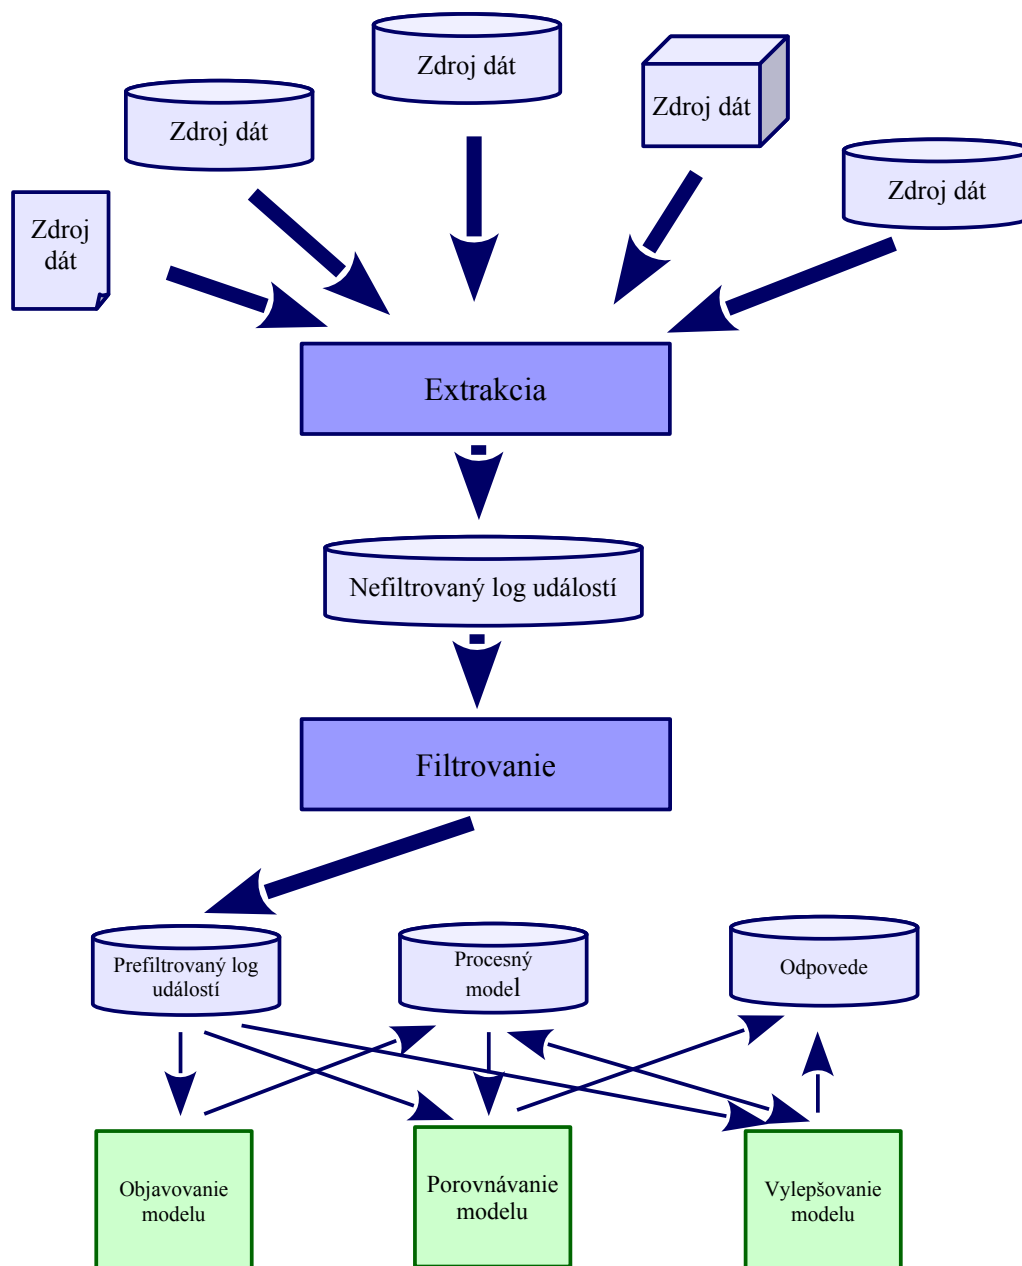 Zdroj dát
Zdroj dát
Zdroj dát
Zdroj dát
Zdroj
dát
Extrakcia
Nefiltrovaný log událostí
Filtrovanie
Prefiltrovaný log
událostí
Procesný
model
Odpovede
Objavovanie
modelu
Porovnávanie
modelu
Vylepšovanie
modelu